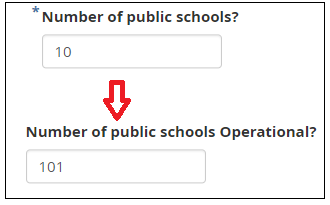 *Number of public schools?
10
Number of public schools Operational?
101